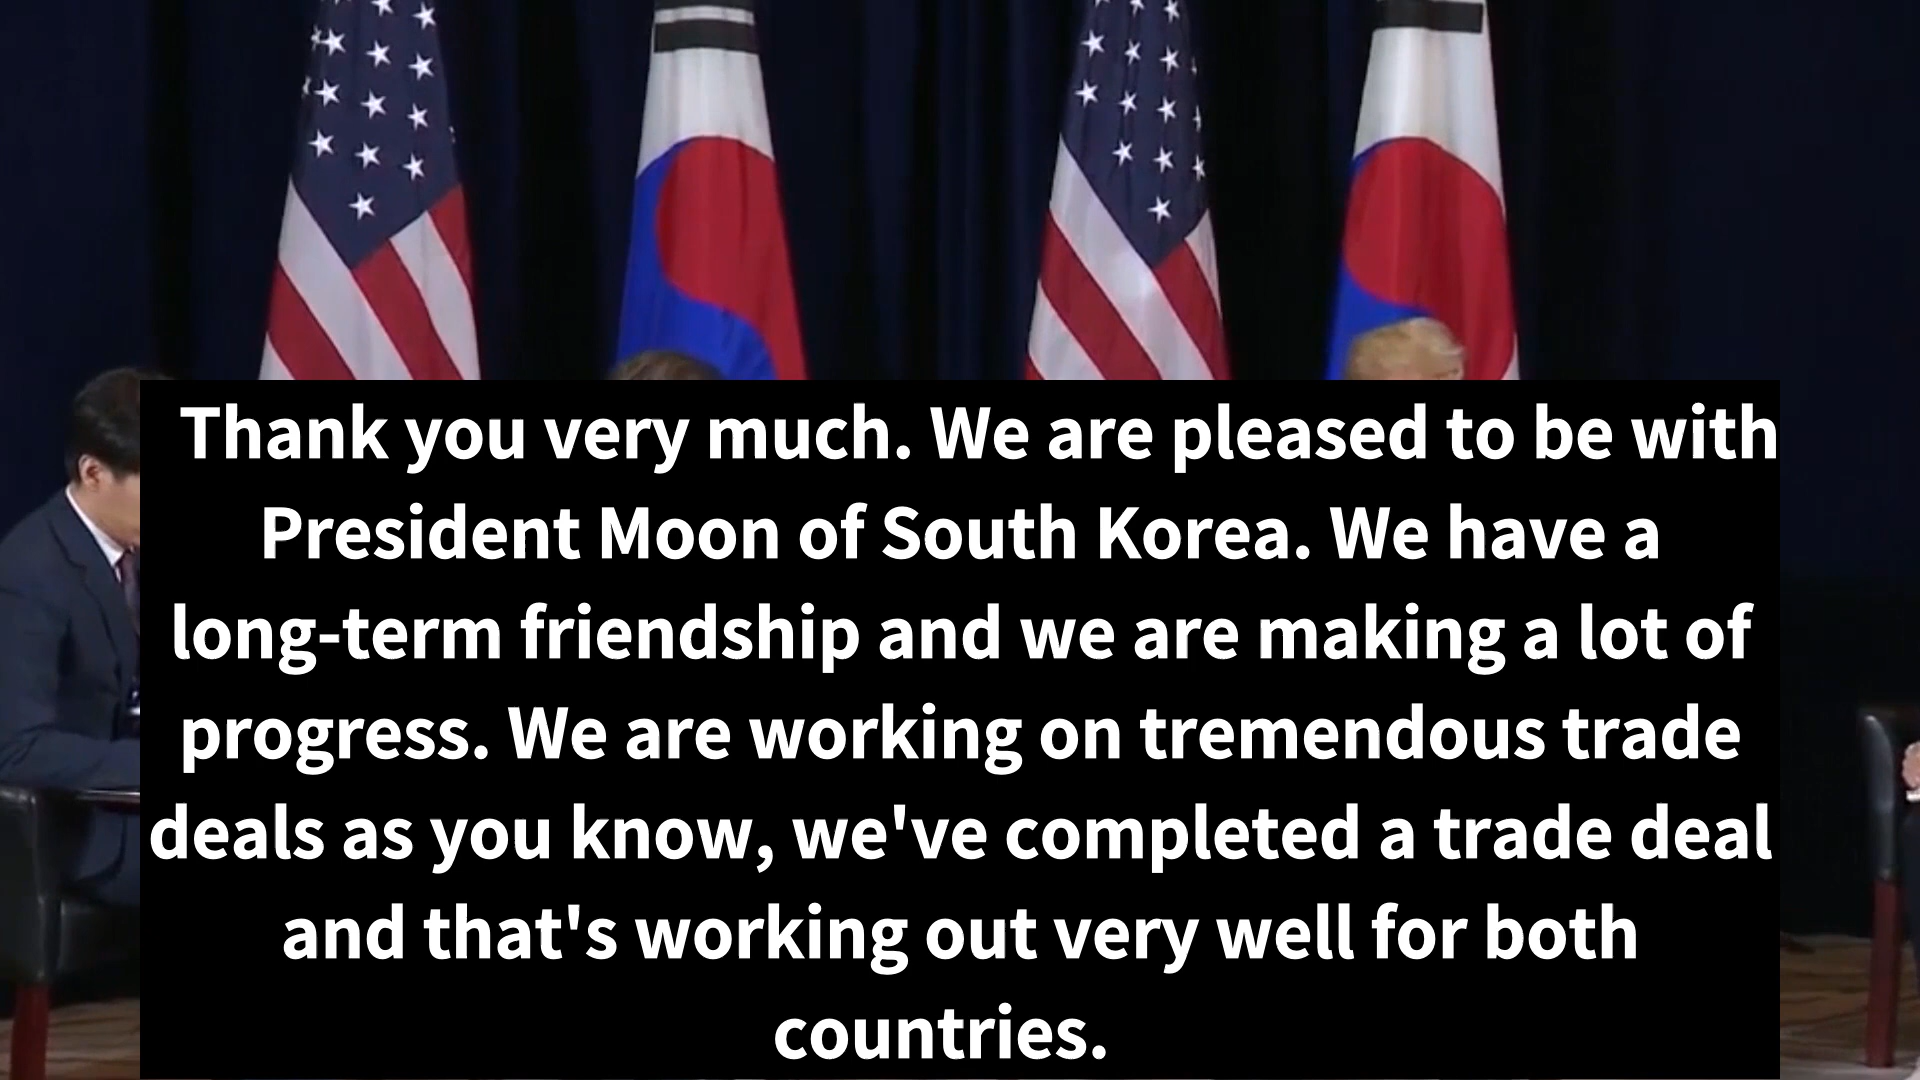 Thank you very much. We are pleased to be with
President Moon of South Korea. We have a
long-term friendship and we are making a lot of
progress. We are working on tremendous trade
deals as you know, we've completed a trade deal
and that's working out very well for both
countries.